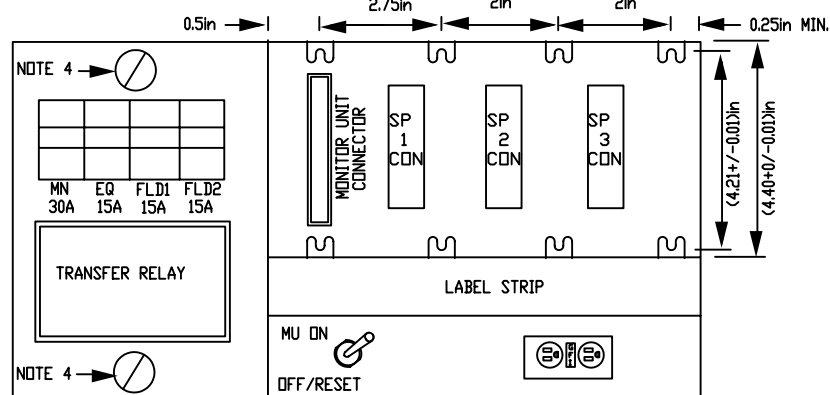 0.5in
2.75in
2in
2in
0.25in MIN.
NOTE 4
MONITOR UNIT
CONNECTOR
SP
1
CON
SP
2
CON
SP
3
CON
(4.21+/-0.01)in
(4.40+0/-0.01)in
MN
30A
EQ
15A
FLD1
15A
FLD2
15A
TRANSFER RELAY
LABEL STRIP
MU ON
OFF/RESET
GFI
NOTE 4